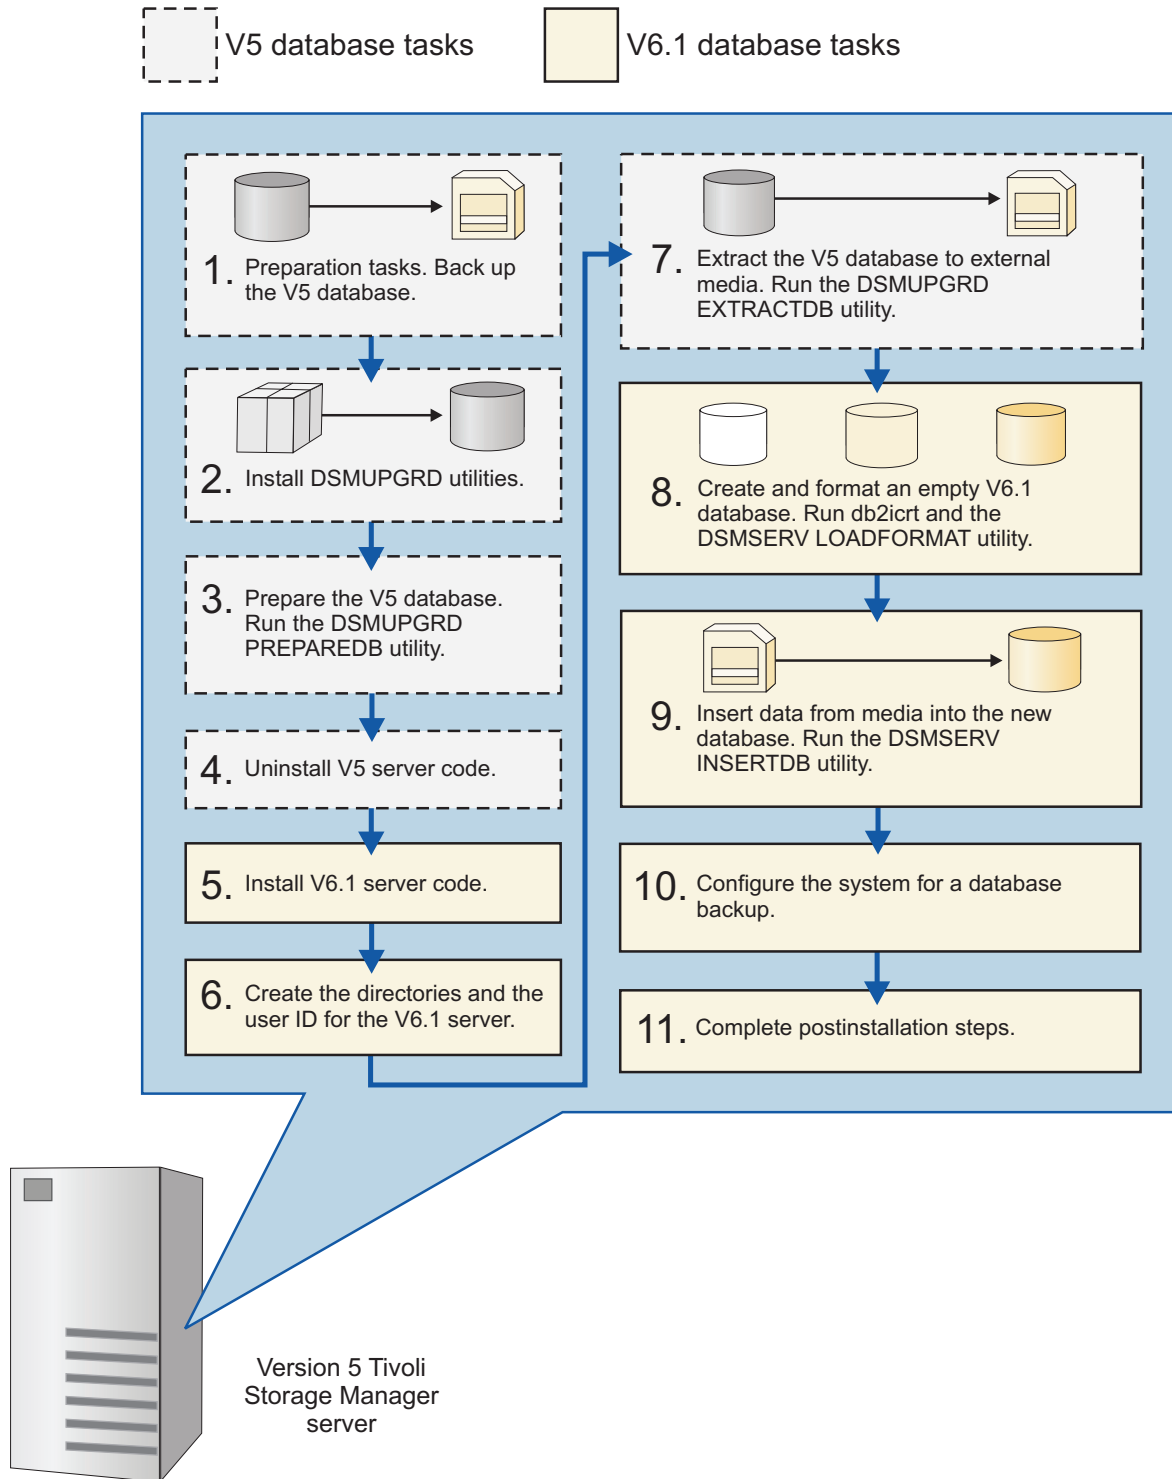 V5 database tasks
V6.1 database tasks
1. Preparation tasks. Back up
the V5 database.
2. Install DSMUPGRD utilities.
3. Prepare the V5 database.
Run the DSMUPGRD
PREPAREDB utility.
4. Uninstall V5 server code.
5. Install V6.1 server code.
6. Create the directories and the
user ID for the V6.1 server.
7. Extract the V5 database to external
media. Run the DSMUPGRD
EXTRACTDB utility.
8. Create and format an empty V6.1
database. Run db2icrt and the
DSMSERV LOADFORMAT utility.
9. Insert data from media into the new
database. Run the DSMSERV
INSERTDB utility.
10. Configure the system for a database
backup.
11. Complete postinstallation steps.
Version 5 Tivoli
Storage Manager
server